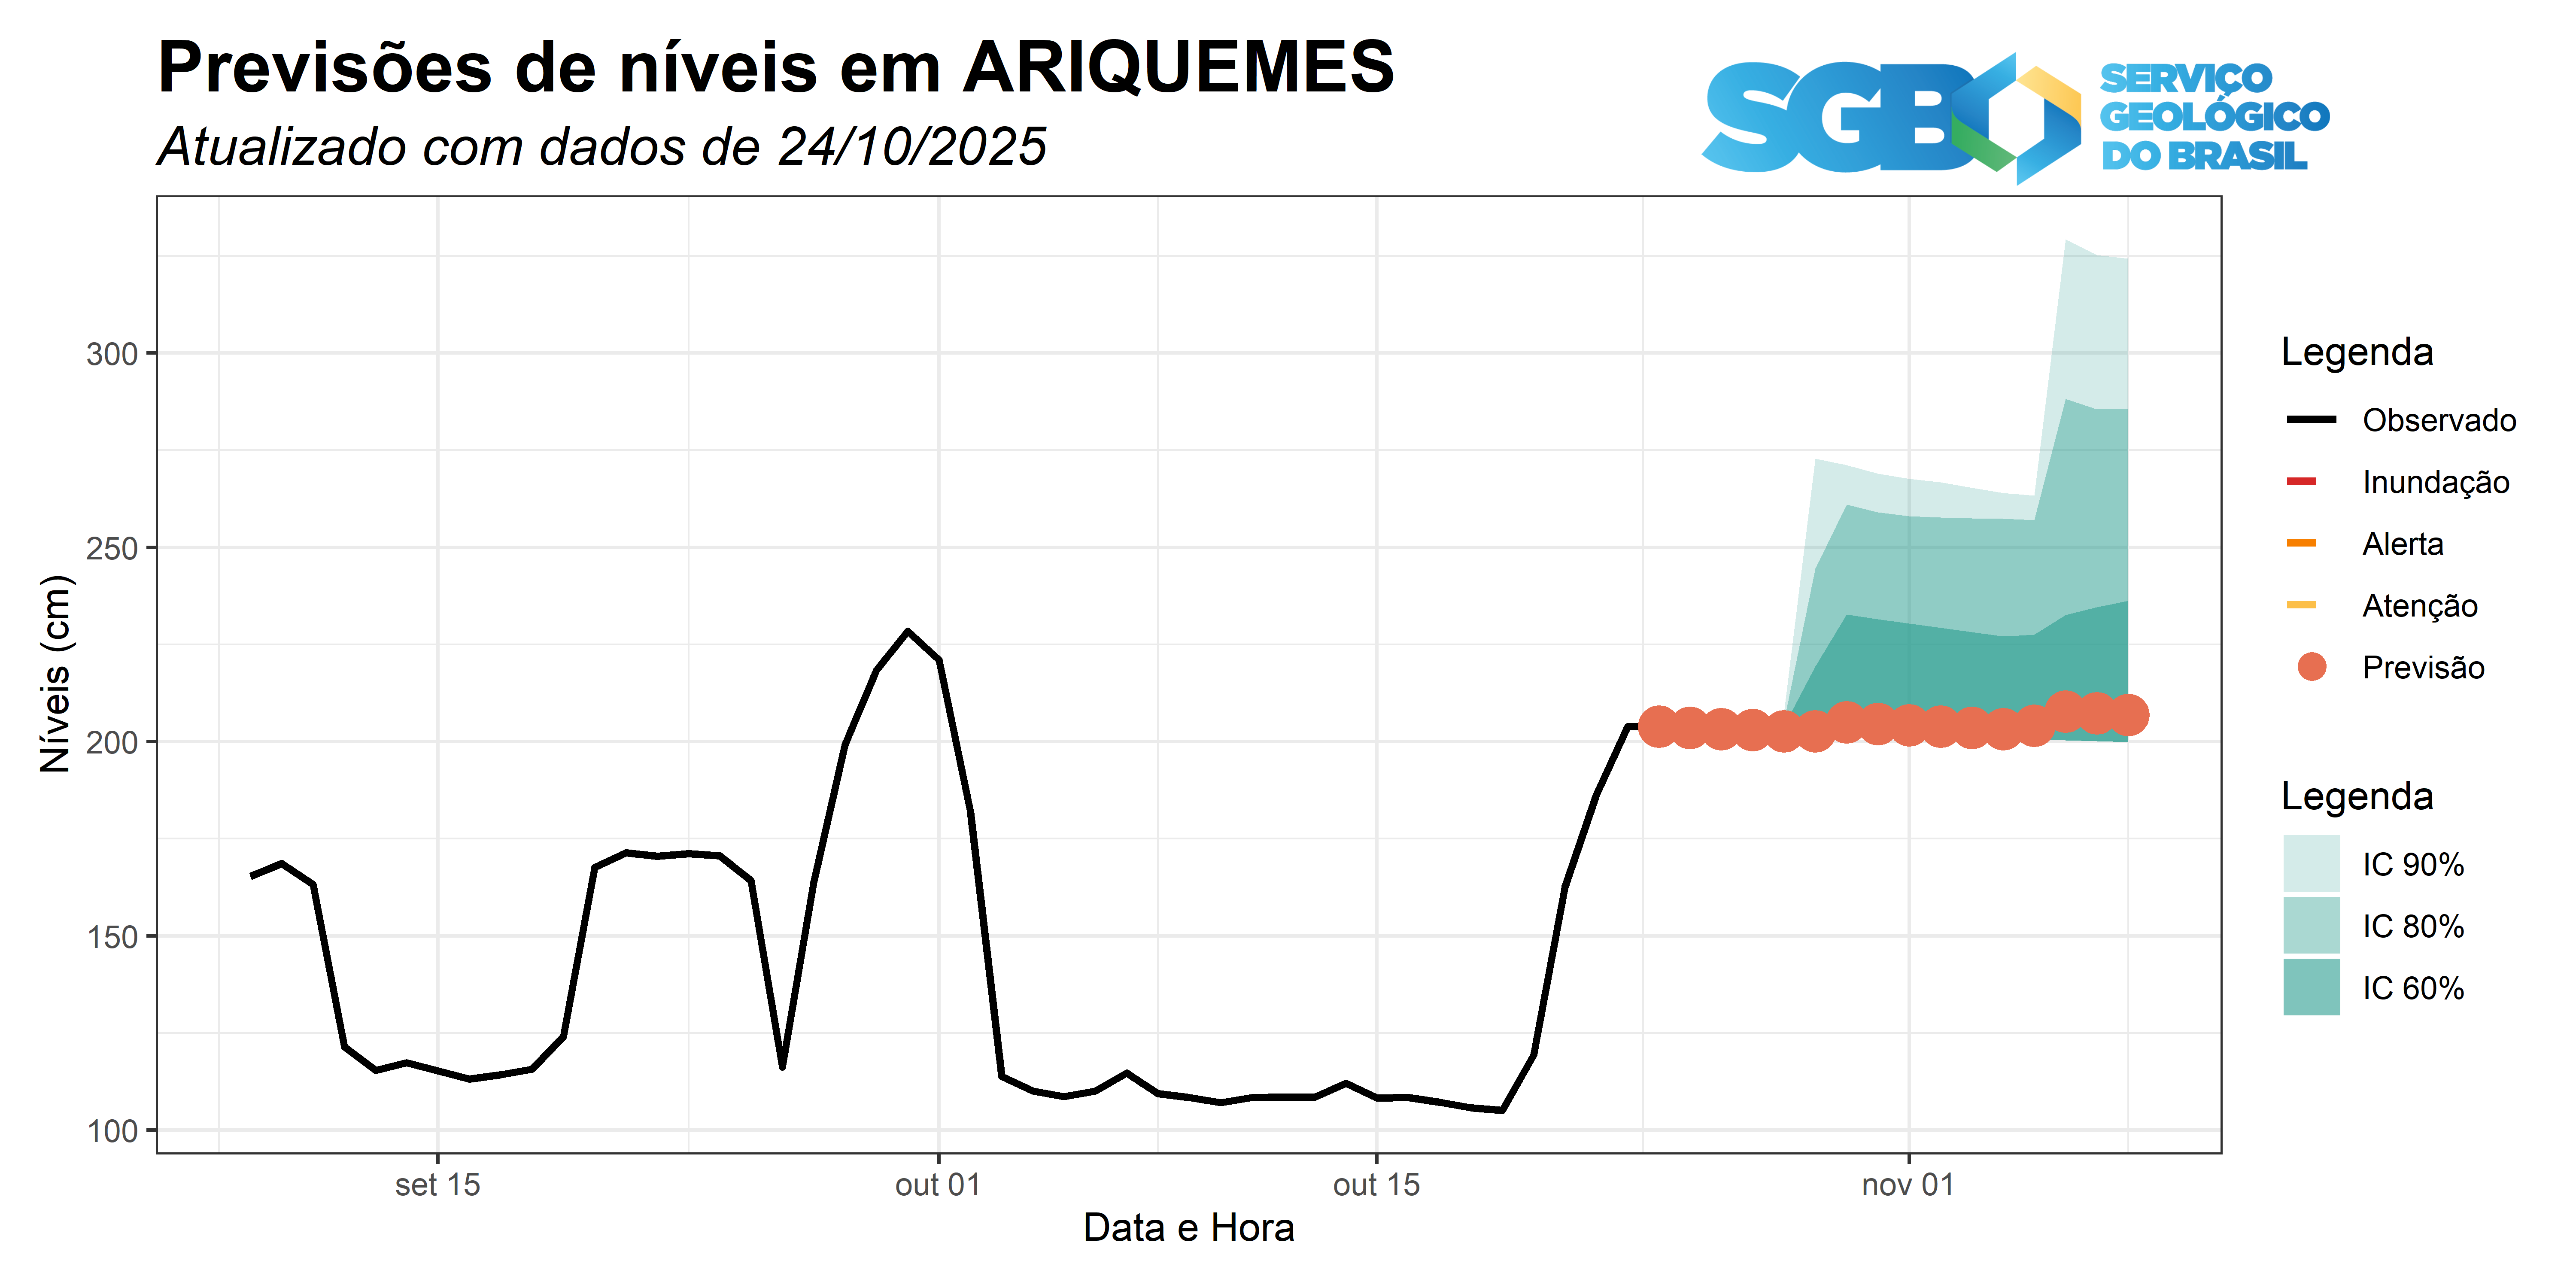 Previsões de níveis em ARIQUEMES
Atualizado com dados de 24/10/2025
SGB
SERVIÇO
GEOLÓGICO
DO BRASIL
Níveis (cm)
300
250
200
150
100
set 15
out 01
out 15
nov 01
Data e Hora
Legenda
Observado
Inundação
Alerta
Atenção
Previsão
Legenda
IC 90%
IC 80%
IC 60%